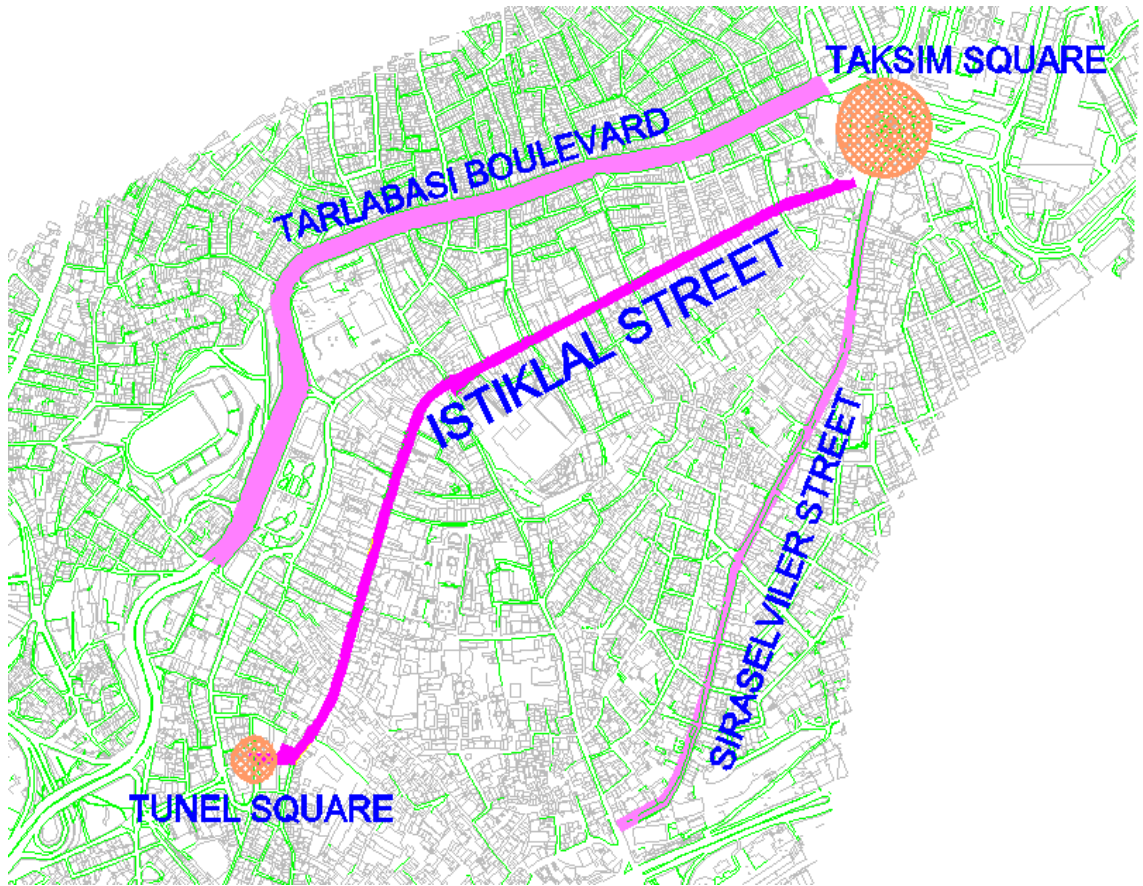 TAKSIM SQUARE
TARLABASI BOULEVARD
ISTIKLAL STREET
SIRASELVILER STREET
TUNEL SQUARE